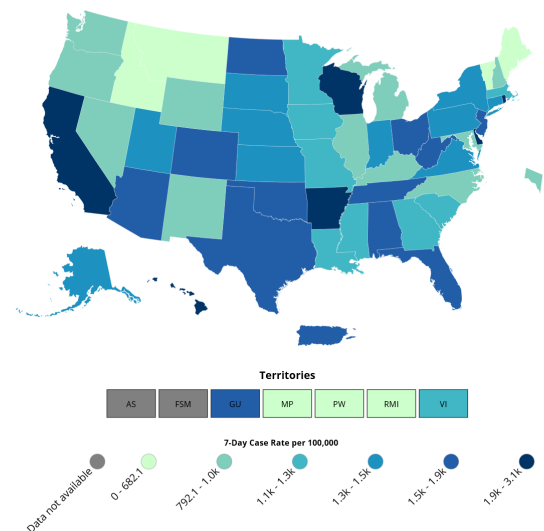 Territories
AS FSM GU MP PW RMI VI
7-Day Case Rate per 100,000
Data not available 0 - 682.1 792.1 - 1.0k 1.1k - 1.3k 1.3k - 1.5k 1.5k - 1.9k 1.9k - 3.1k